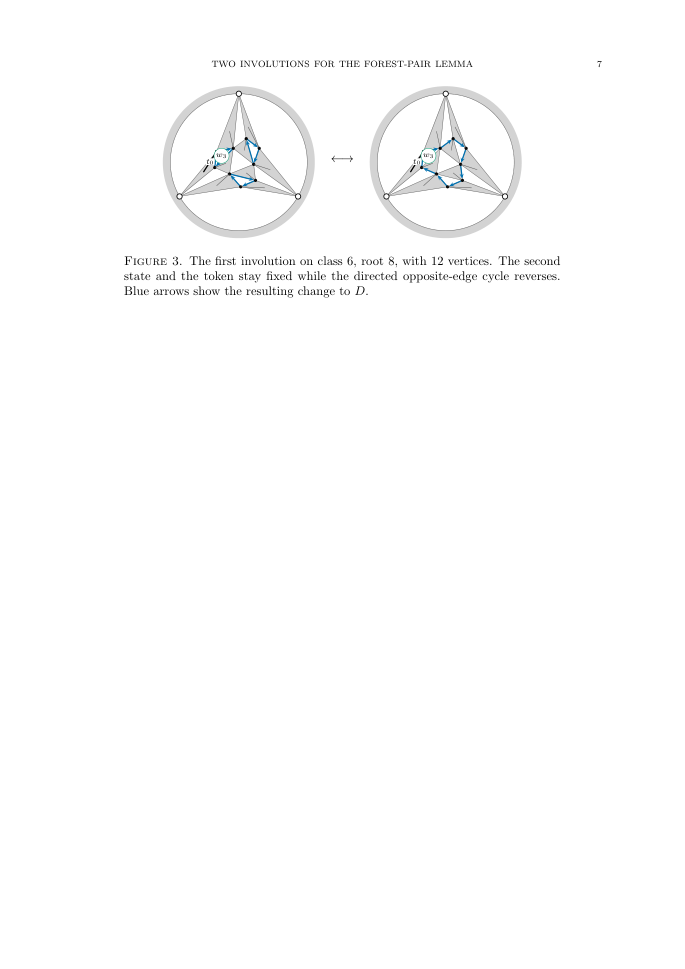 TWO INVOLUTIONS FOR THE FOREST-PAIR LEMMA 7
w₃ w₃
⟷
FIGURE 3. The first involution on class 6, root 8, with 12 vertices. The second
state and the token stay fixed while the directed opposite-edge cycle reverses.
Blue arrows show the resulting change to D.